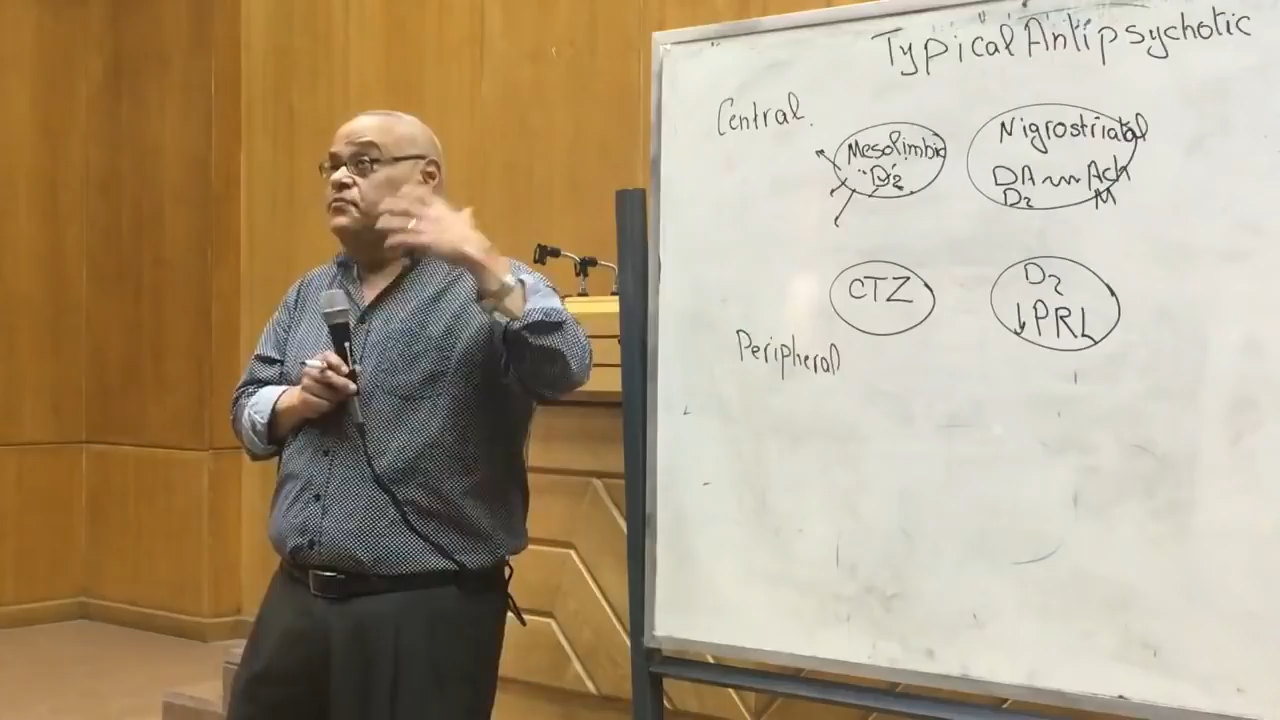 Typical Antipsychotic
Central.
Mesolimbic
D2
Nigrostriatal
DA Ach
D2 M
CTZ
D2
↓PRL
Peripheral